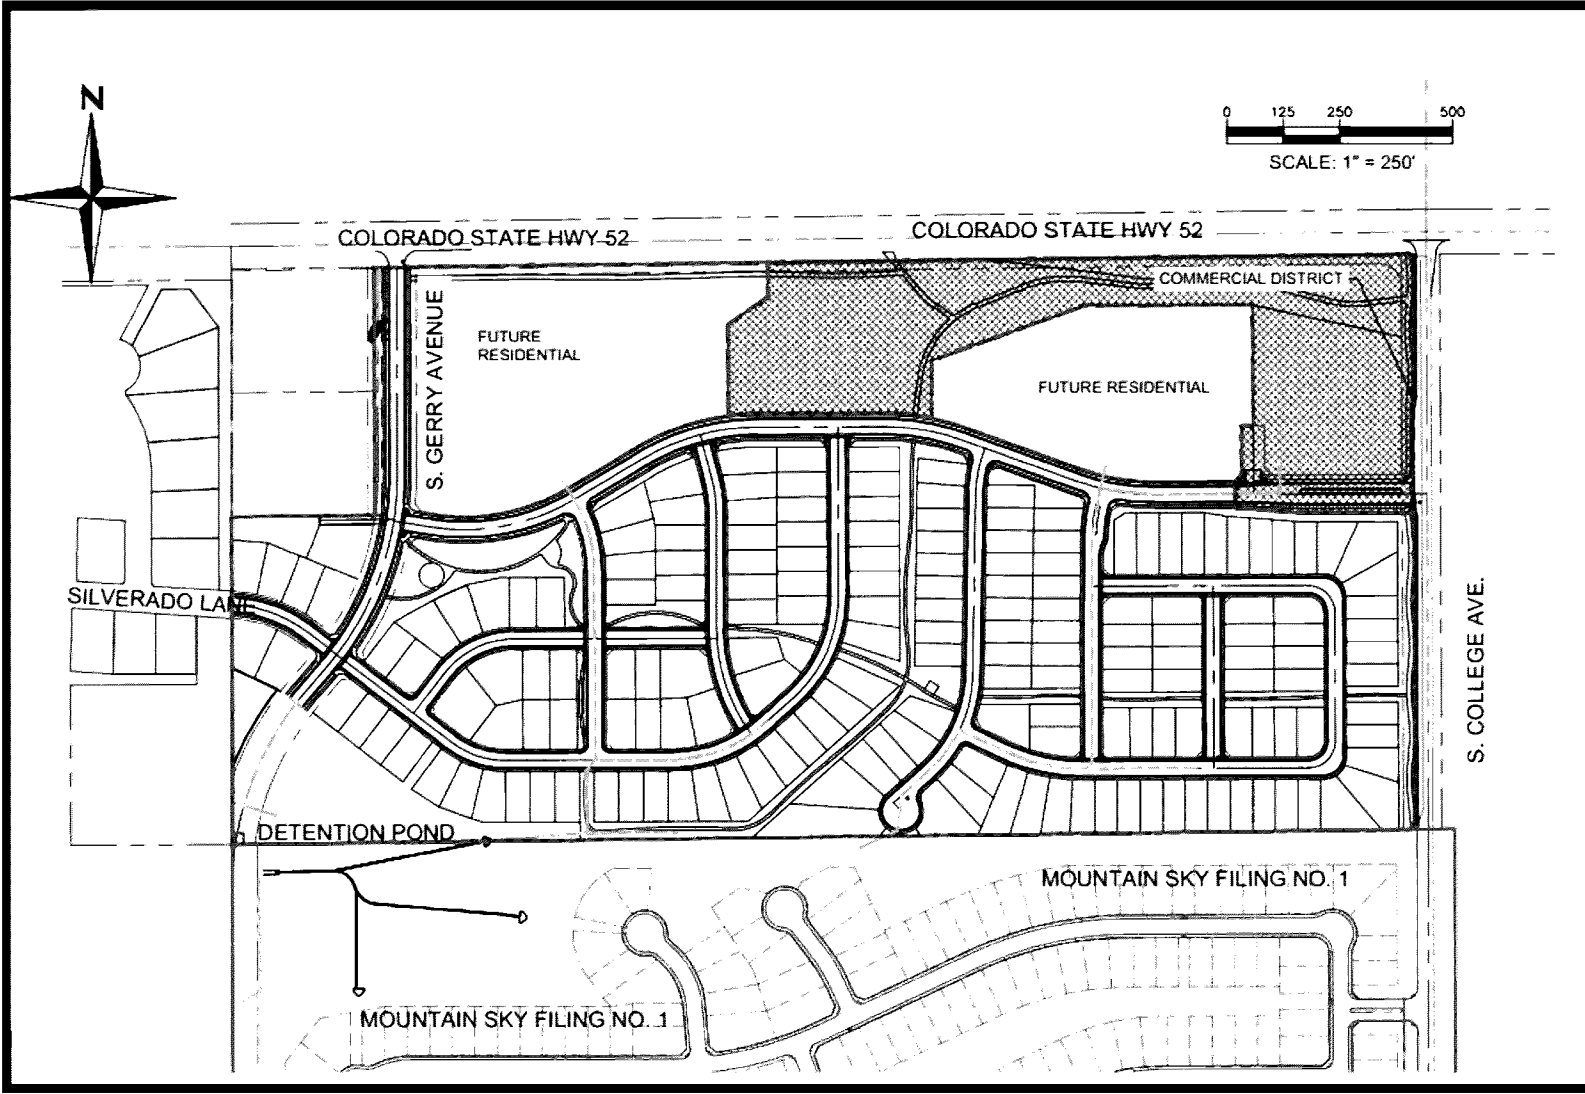 N
0 125 250 500
SCALE: 1" = 250'
COLORADO STATE HWY 52
COLORADO STATE HWY 52
COMMERCIAL DISTRICT
S. GERRY AVENUE
FUTURE
RESIDENTIAL
FUTURE RESIDENTIAL
SILVERADO LANE
S. COLLEGE AVE.
DETENTION POND
MOUNTAIN SKY FILING NO. 1
MOUNTAIN SKY FILING NO. 1